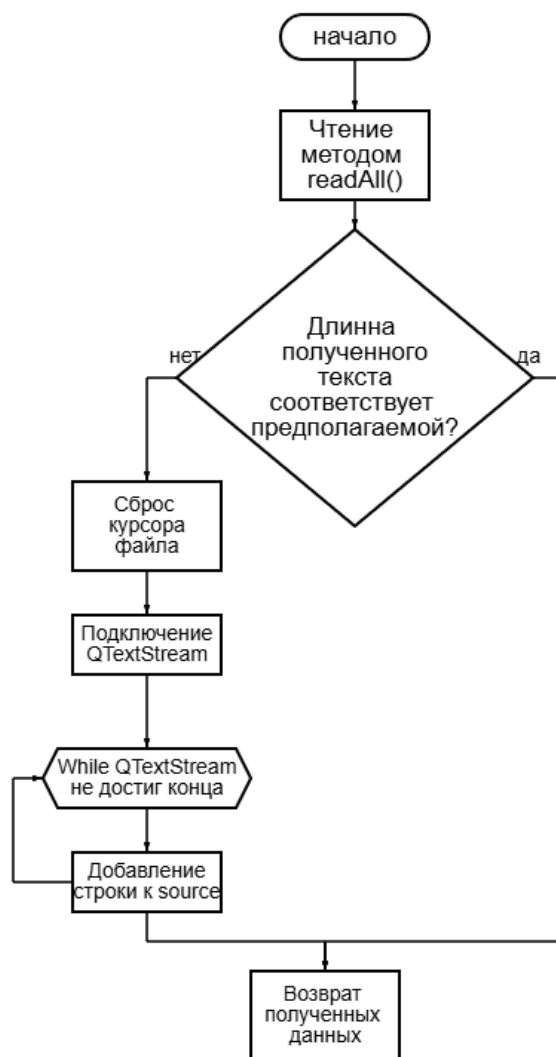 начало
Чтение
методом
readAll()
Длинна
полученного
текста
соответствует
предполагаемой?
нет
да
Сброс
курсора
файла
Подключение
QTextStream
While QTextStream
не достиг конца
Добавление
строки к source
Возврат
полученных
данных